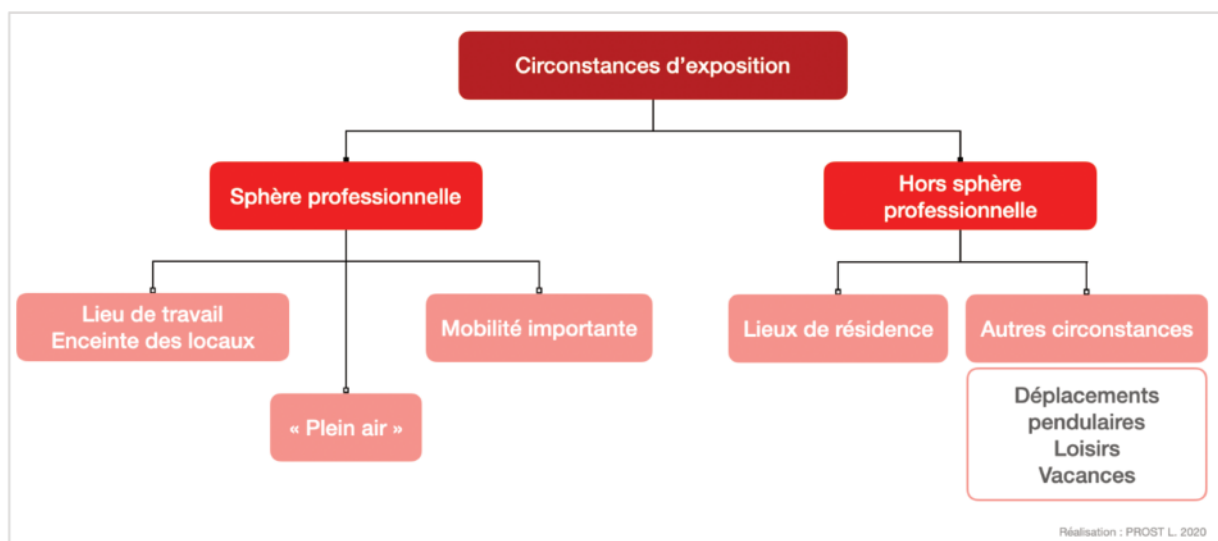 Circonstances d'exposition
Sphère professionnelle
Hors sphère
professionnelle
Lieu de travail
Enceinte des locaux
Mobilité importante
Lieux de résidence
Autres circonstances
« Plein air »
Déplacements
pendulaires
Loisirs
Vacances
Réalisation : PROST L. 2020